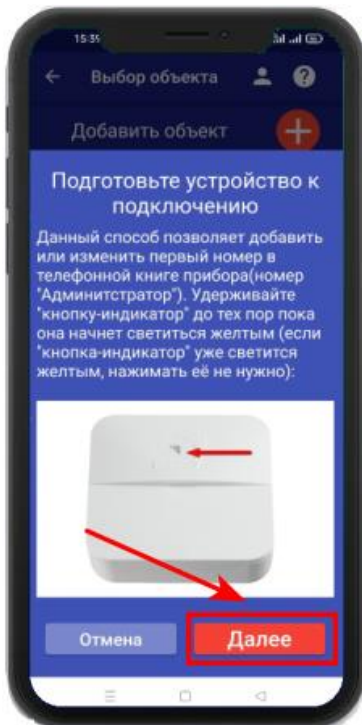 15:39
Выбор объекта
Добавить объект
Подготовьте устройство к
подключению
Данный способ позволяет добавить
или изменить первый номер в
телефонной книге прибора(номер
"Админитстратор"). Удерживайте
"кнопку-индикатор" до тех пор пока
она начнет светиться желтым (если
"кнопка-индикатор" уже светится
желтым, нажимать её не нужно):
Отмена
Далее